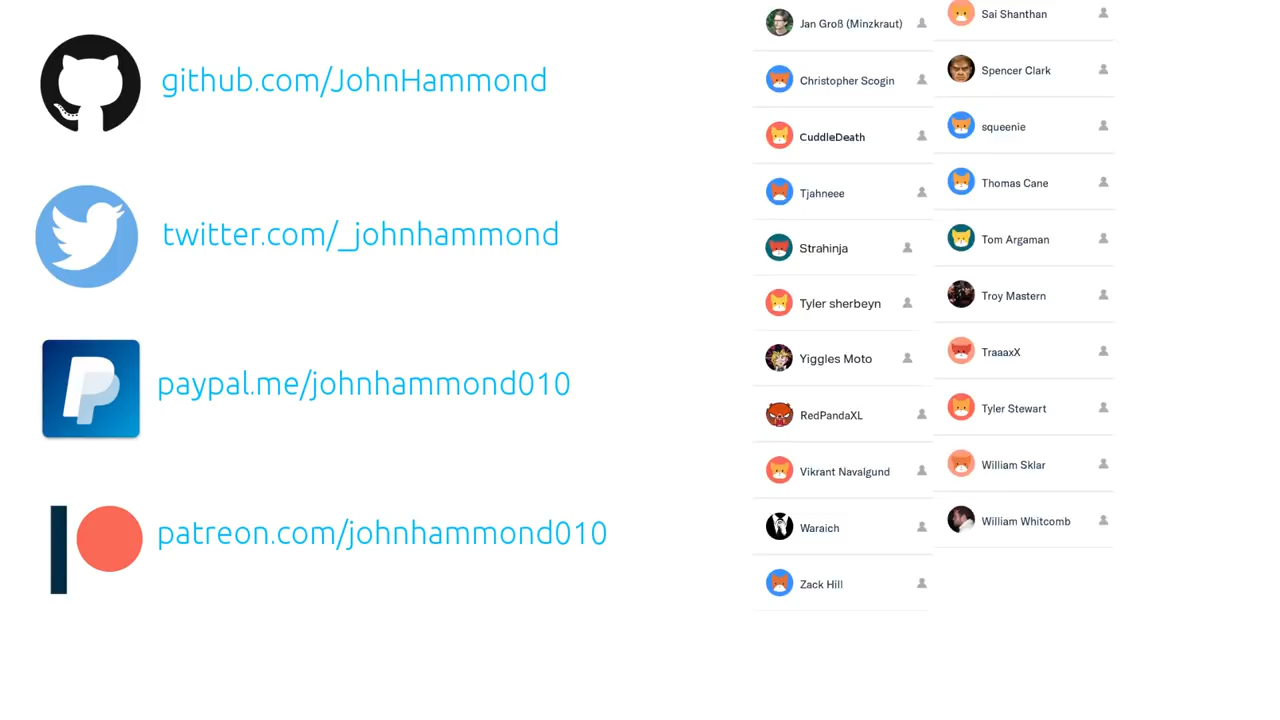 github.com/JohnHammond
twitter.com/_johnhammond
paypal.me/johnhammond010
patreon.com/johnhammond010
Jan Groß (Minzkraut)
Christopher Scogin
CuddleDeath
Tjahneee
Strahinja
Tyler sherbeyn
Yiggles Moto
RedPandaXL
Vikrant Navalgund
Waraich
Zack Hill
Sai Shanthan
Spencer Clark
squeenie
Thomas Cane
Tom Argaman
Troy Mastern
TraaaxX
Tyler Stewart
William Sklar
William Whitcomb